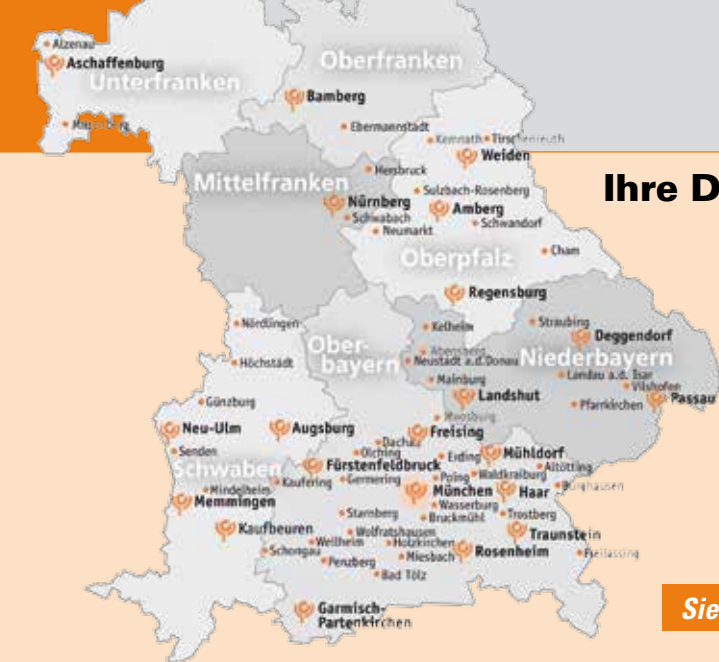 Alzenau
Aschaffenburg
Unterfranken
Oberfranken
Bamberg
Ebermannstadt
Kemnath
Tirschenreuth
Weiden
Hersbruck
Mittelfranken
Sulzbach-Rosenberg
Nürnberg
Amberg
Schwabach
Schwandorf
Neumarkt
Ihre D
Cham
Oberpfalz
Regensburg
Nördlingen
Kelheim
Straubing
Deggendorf
Ober-
bayern
Abensberg
Neustadt a.d.Donau
Niederbayern
Höchstädt
Mainburg
Landau a.d. Isar
Vilshofen
Passau
Landshut
Pfarrkirchen
Günzburg
Moosburg
Neu-Ulm
Augsburg
Freising
Dachau
Olching
Mühldorf
Senden
Schwaben
Fürstenfeldbruck
Erding
Altötting
Mindelheim
Kaufering
Germering
Poing
Waldkraiburg
Burghausen
Memmingen
München
Haar
Starnberg
Wasserburg
Bruckmühl
Trostberg
Kaufbeuren
Wolfratshausen
Traunstein
Weilheim
Holzkirchen
Schongau
Penzberg
Miesbach
Rosenheim
Freilassing
Bad Tölz
Garmisch-
Partenkirchen
Sie